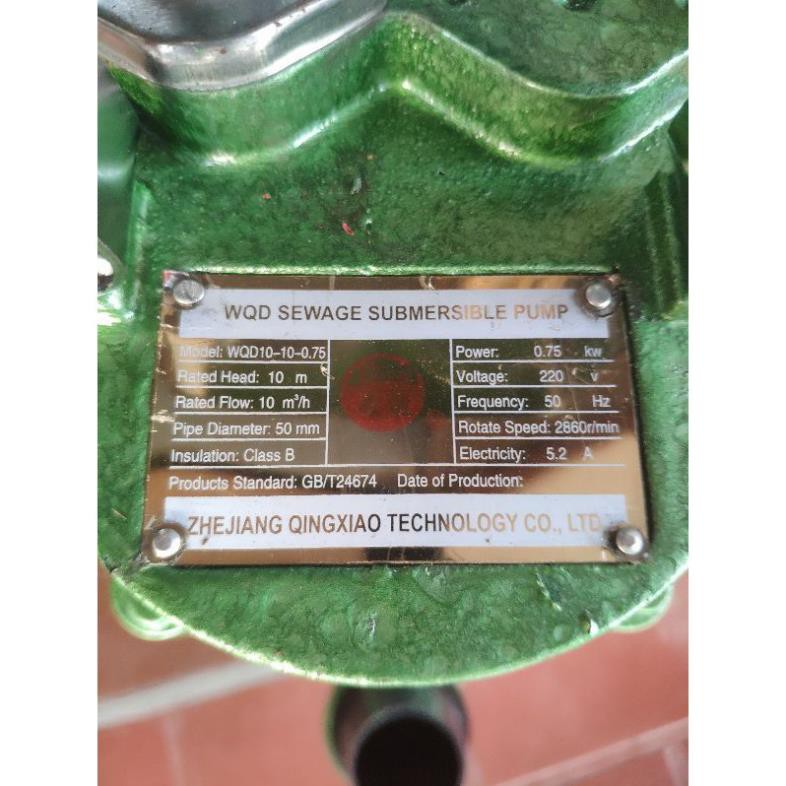 WQD SEWAGE SUBMERSIBLE PUMP
Model: WQD10-10-0.75
Power: 0.75 kw
Rated Head: 10 m
Voltage: 220 v
Rated Flow: 10 m³/h
Frequency: 50 Hz
Pipe Diameter: 50 mm
Rotate Speed: 2860r/min
Insulation: Class B
Electricity: 5.2 A
Products Standard: GB/T24674 Date of Production:
ZHEJIANG QINGXIAO TECHNOLOGY CO., LTD